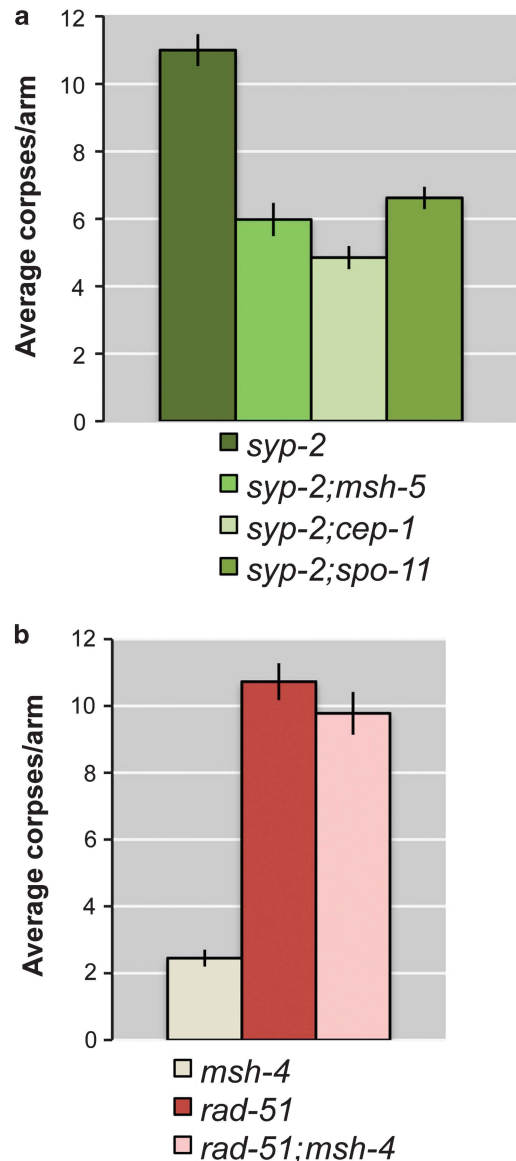 a
Average corpses/arm
12
10
8
6
4
2
0
syp-2
syp-2;msh-5
syp-2;cep-1
syp-2;spo-11
b
Average corpses/arm
12
10
8
6
4
2
0
msh-4
rad-51
rad-51;msh-4